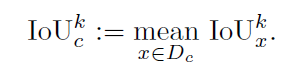 IoU_c^k := mean_{x∈D_c} IoU_x^k.